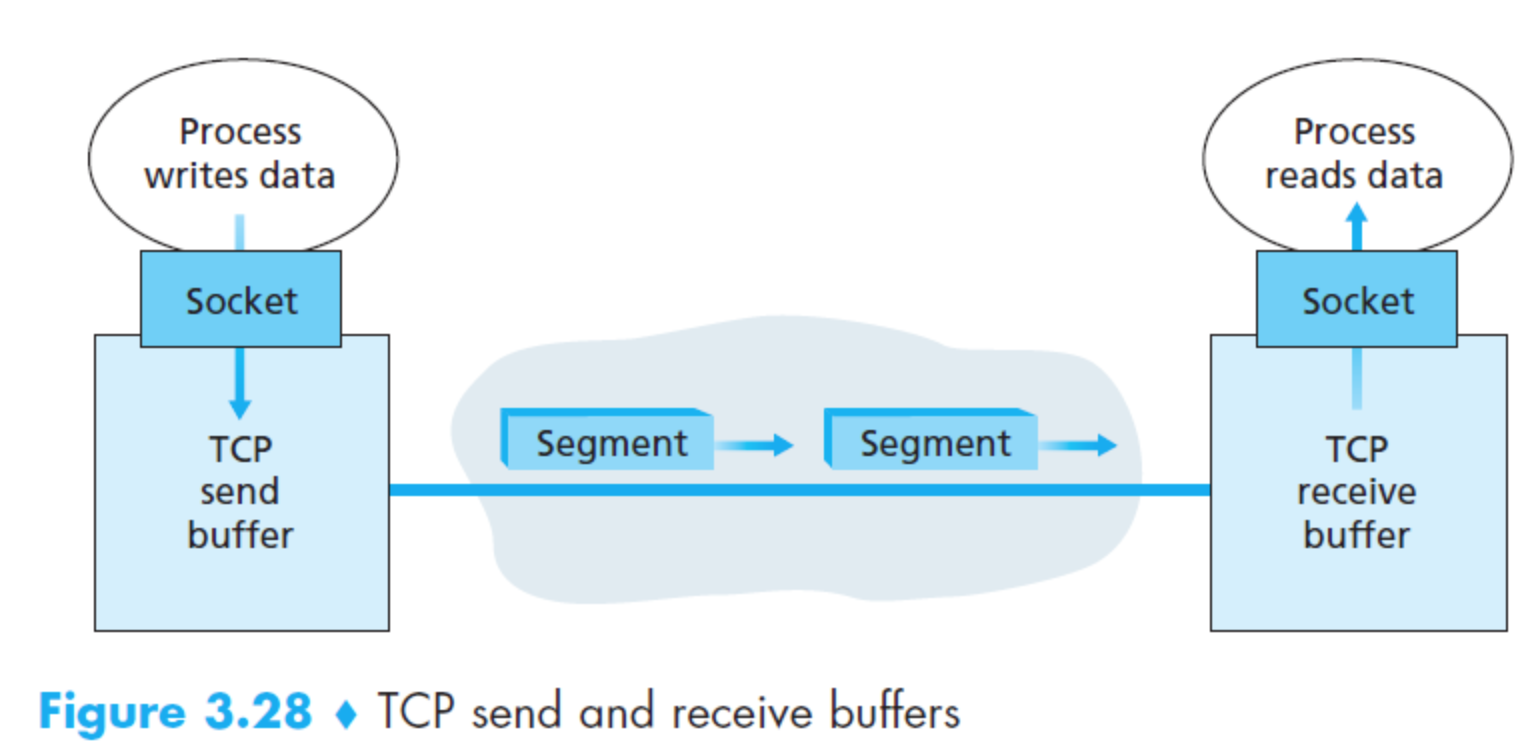 Process
writes data
Socket
TCP
send
buffer
Segment
Segment
Process
reads data
Socket
TCP
receive
buffer
Figure 3.28 ♦ TCP send and receive buffers